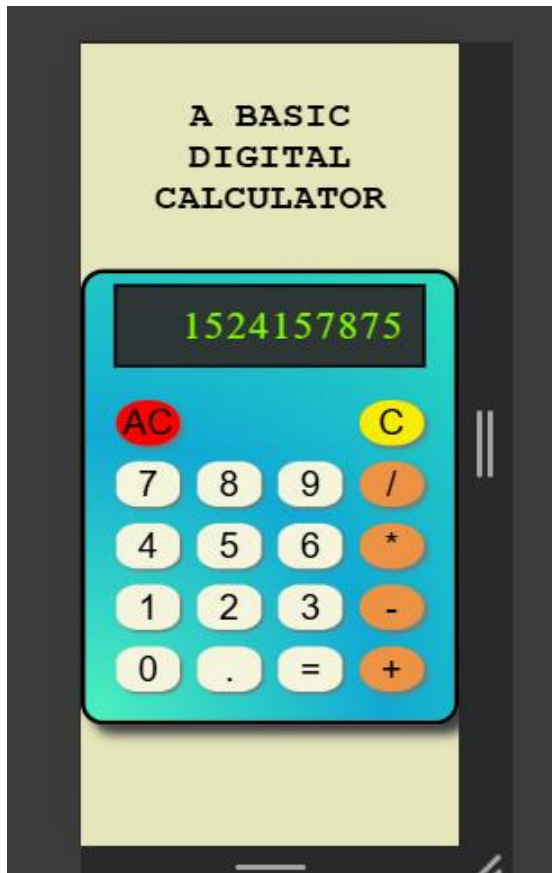 A BASIC
DIGITAL
CALCULATOR
1524157875
AC C
7 8 9 /
4 5 6 *
1 2 3 -
0 . = +